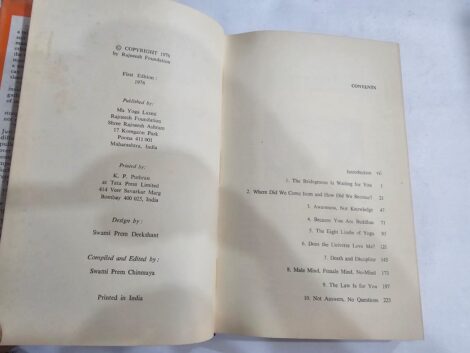 © COPYRIGHT 1976
by Rajneesh Foundation
First Edition:
1976
Published by:
Ma Yoga Laxmi
Rajneesh Foundation
Shree Rajneesh Ashram
17 Koregaon Park
Poona 411 001
Maharashtra, India
Printed by:
K. P. Puthran
at Tata Press Limited
414 Veer Savarkar Marg
Bombay 400 025, India
Design by:
Swami Prem Deekshant
Compiled and Edited by:
Swami Prem Chinmaya
Printed in India
CONTENTS
Introduction vii
1. The Bridegroom is Waiting for You 1
2. Where Did We Come from and How Did We Become? 23
3. Awareness, Not Knowledge 47
4. Because You Are Buddhas 71
5. The Eight Limbs of Yoga 95
6. Does the Universe Love Me? 121
7. Death and Discipline 145
8. Male Mind, Female Mind, No-Mind 173
9. The Law is for You 197
10. Not Answers, No Questions 223